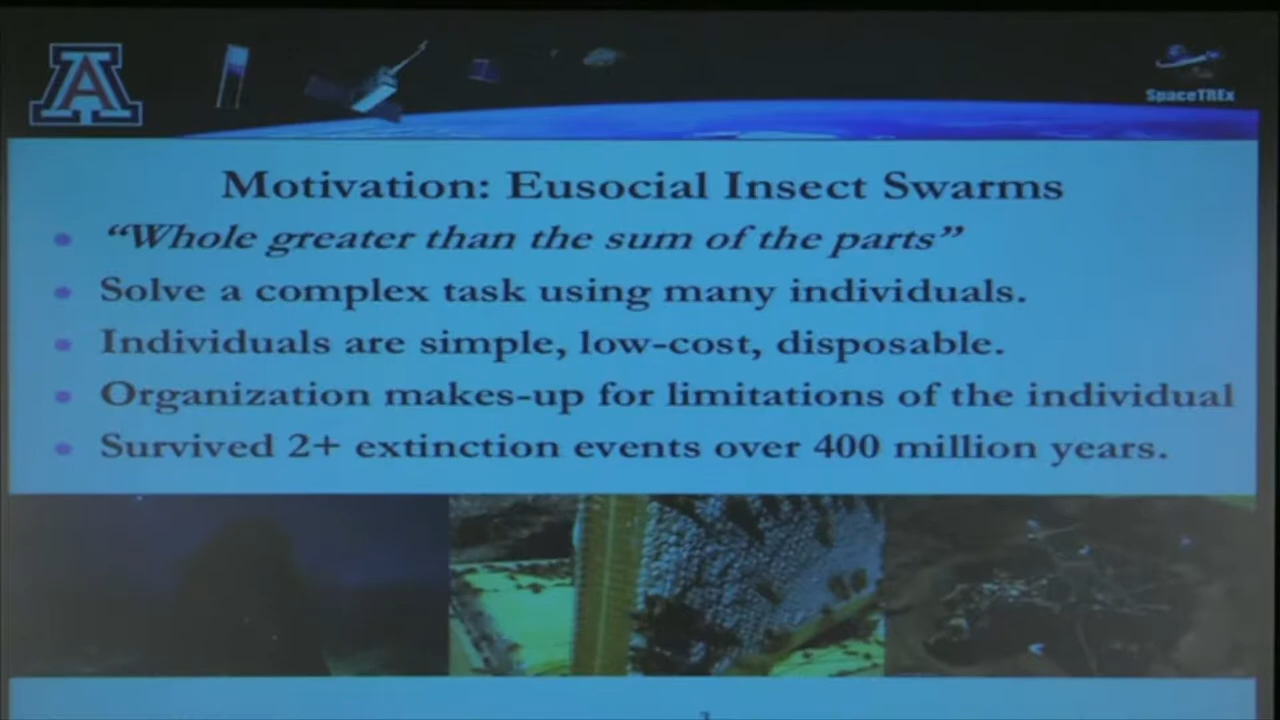 A
SpaceTREx
Motivation: Eusocial Insect Swarms
“Whole greater than the sum of the parts”
Solve a complex task using many individuals.
Individuals are simple, low-cost, disposable.
Organization makes-up for limitations of the individual
Survived 2+ extinction events over 400 million years.